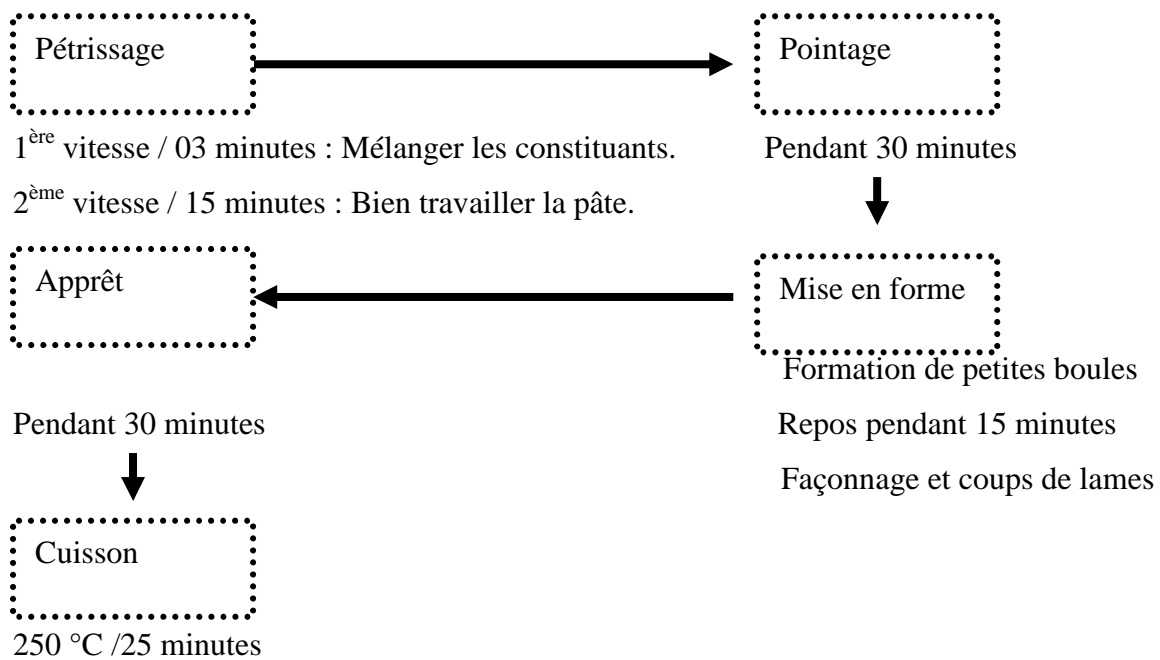 Pétrissage
Pointage
1ère vitesse / 03 minutes : Mélanger les constituants.
Pendant 30 minutes
2ème vitesse / 15 minutes : Bien travailler la pâte.
Apprêt
Mise en forme
Formation de petites boules
Pendant 30 minutes
Repos pendant 15 minutes
Façonnage et coups de lames
Cuisson
250 °C /25 minutes